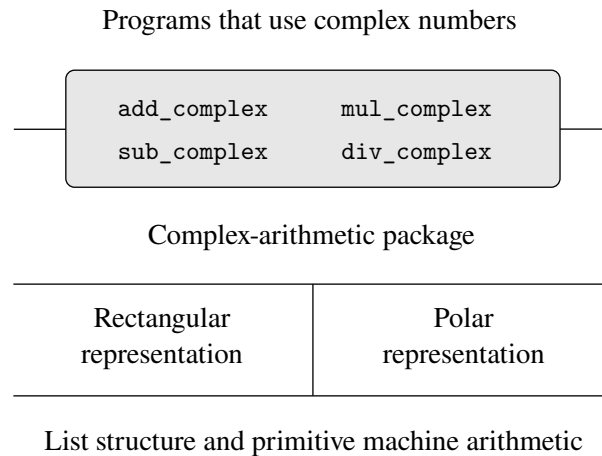 Programs that use complex numbers
add_complex mul_complex
sub_complex div_complex
Complex-arithmetic package
Rectangular
representation
Polar
representation
List structure and primitive machine arithmetic